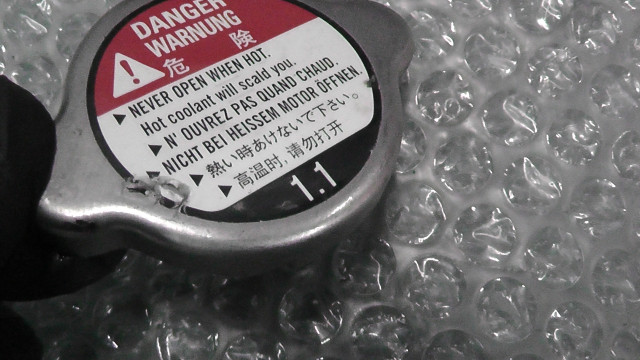 DANGER
WARNUNG
危 険
NEVER OPEN WHEN HOT.
Hot coolant will scald you.
N' OUVREZ PAS QUAND CHAUD.
NICHT BEI HEISSEM MOTOR ÖFFNEN.
熱い時あけないで下さい。
高温时,请勿打开
1.1